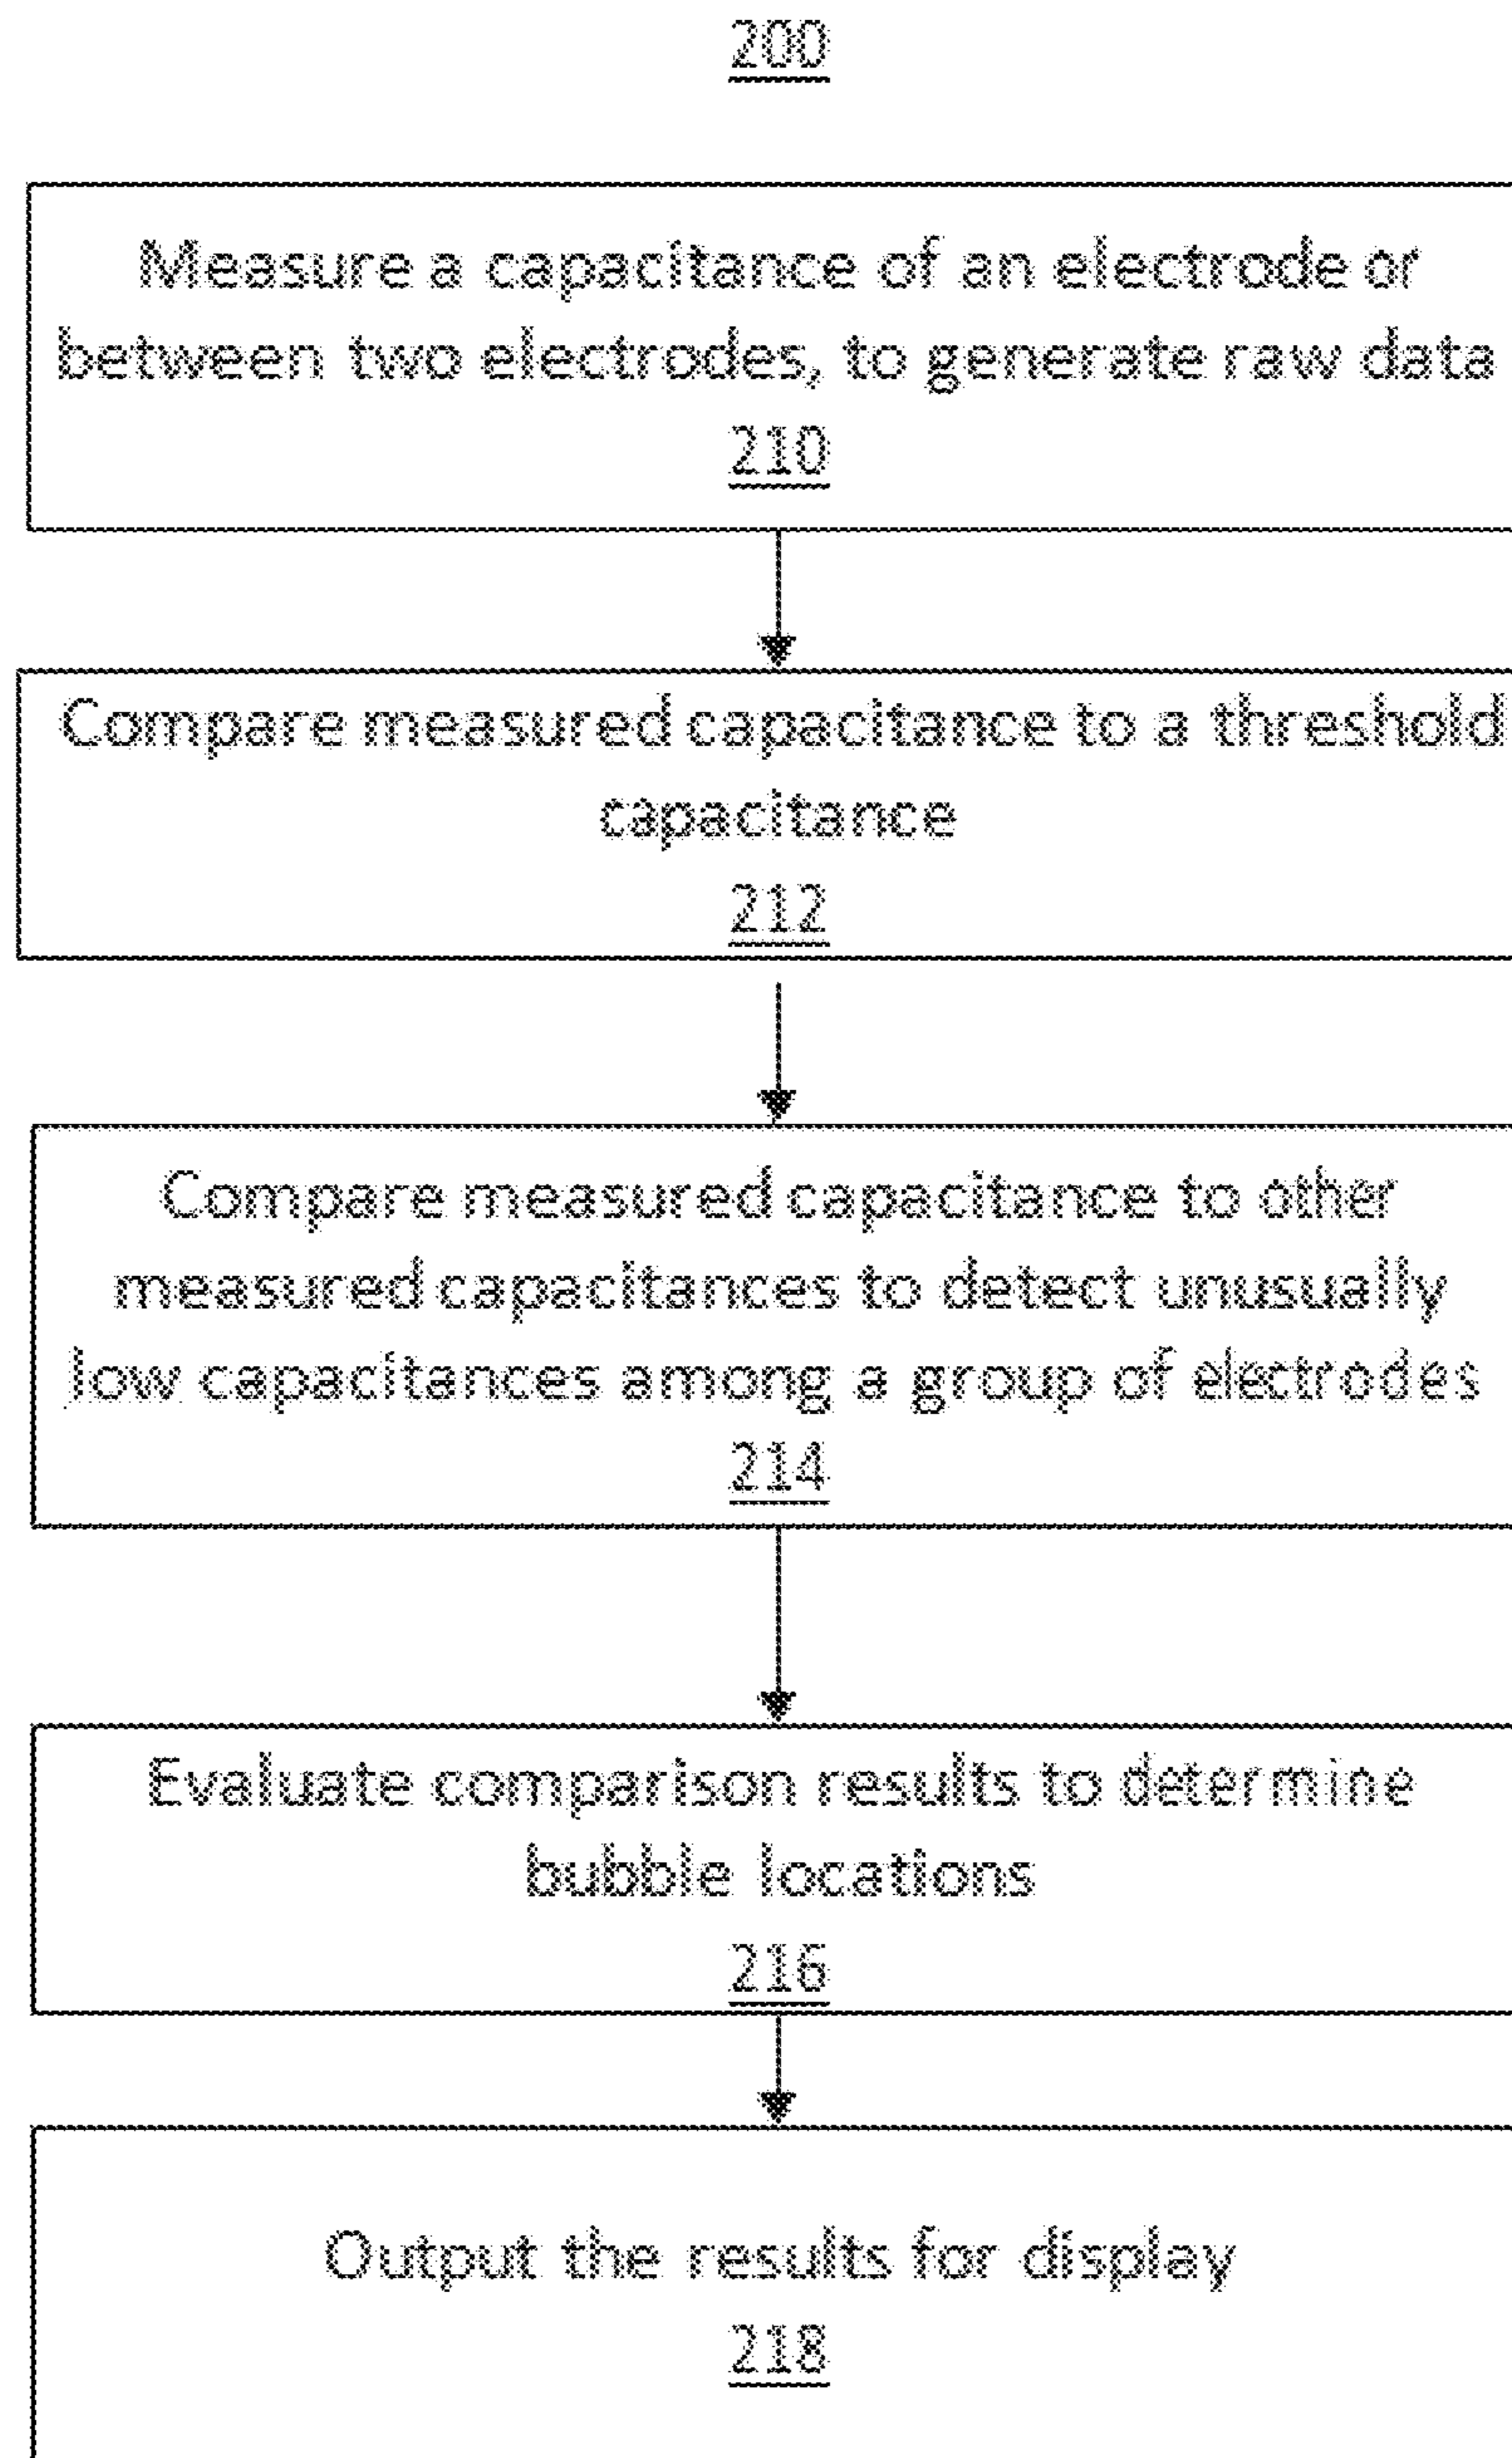 200
Measure a capacitance of an electrode or
between two electrodes, to generate raw data
210
Compare measured capacitance to a threshold
capacitance
212
Compare measured capacitance to other
measured capacitances to detect unusually
low capacitances among a group of electrodes
214
Evaluate comparison results to determine
bubble locations
216
Output the results for display
218